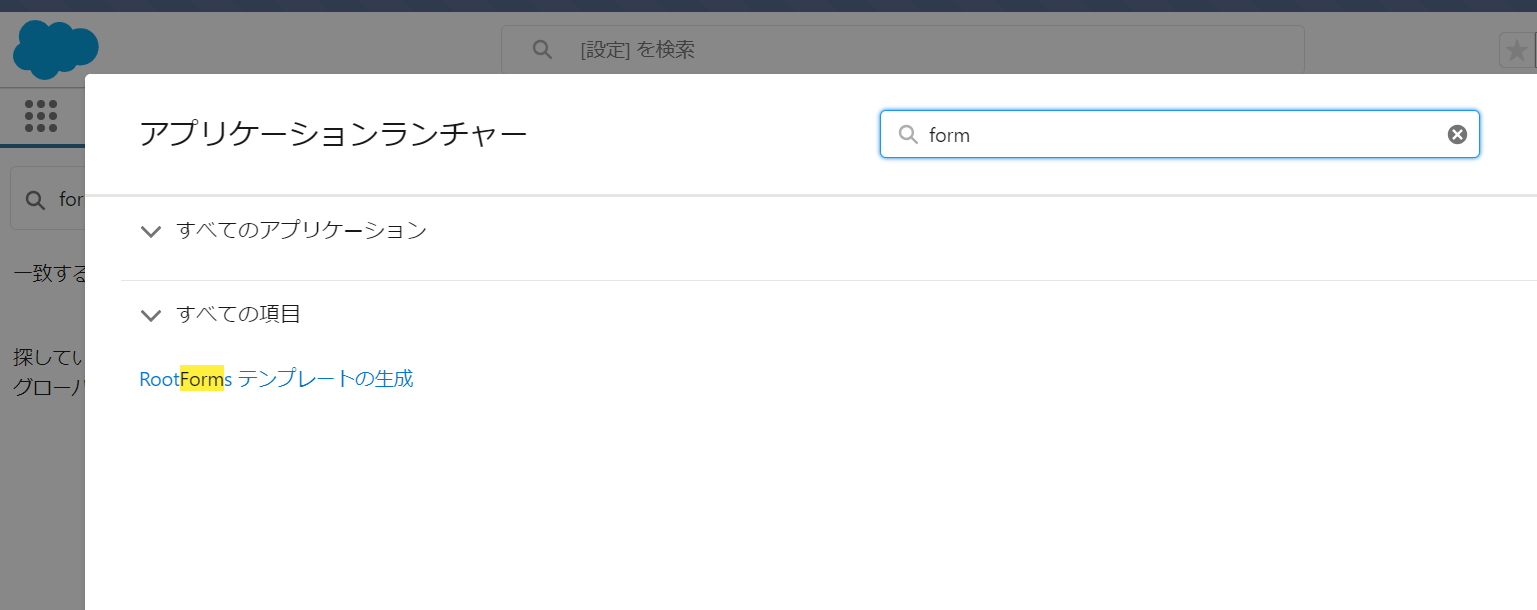 [設定] を検索
アプリケーションランチャー
form
for
すべてのアプリケーション
一致する
すべての項目
探してい
グローバ
RootForms テンプレートの生成